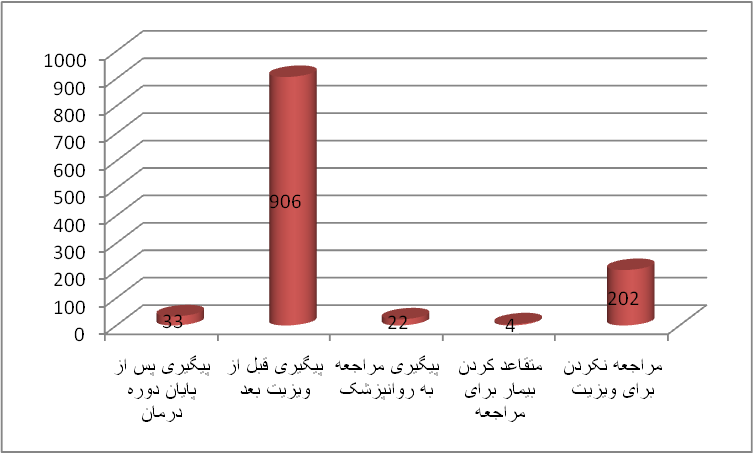 1000
900
800
700
600
500
400
300
200
100
0
33
906
22
4
202
پیگیری پس از
پایان دوره
درمان
پیگیری قبل از
ویزیت بعد
پیگیری مراجعه
به روانپزشک
متقاعد کردن
بیمار برای
مراجعه
مراجعه نکردن
برای ویزیت